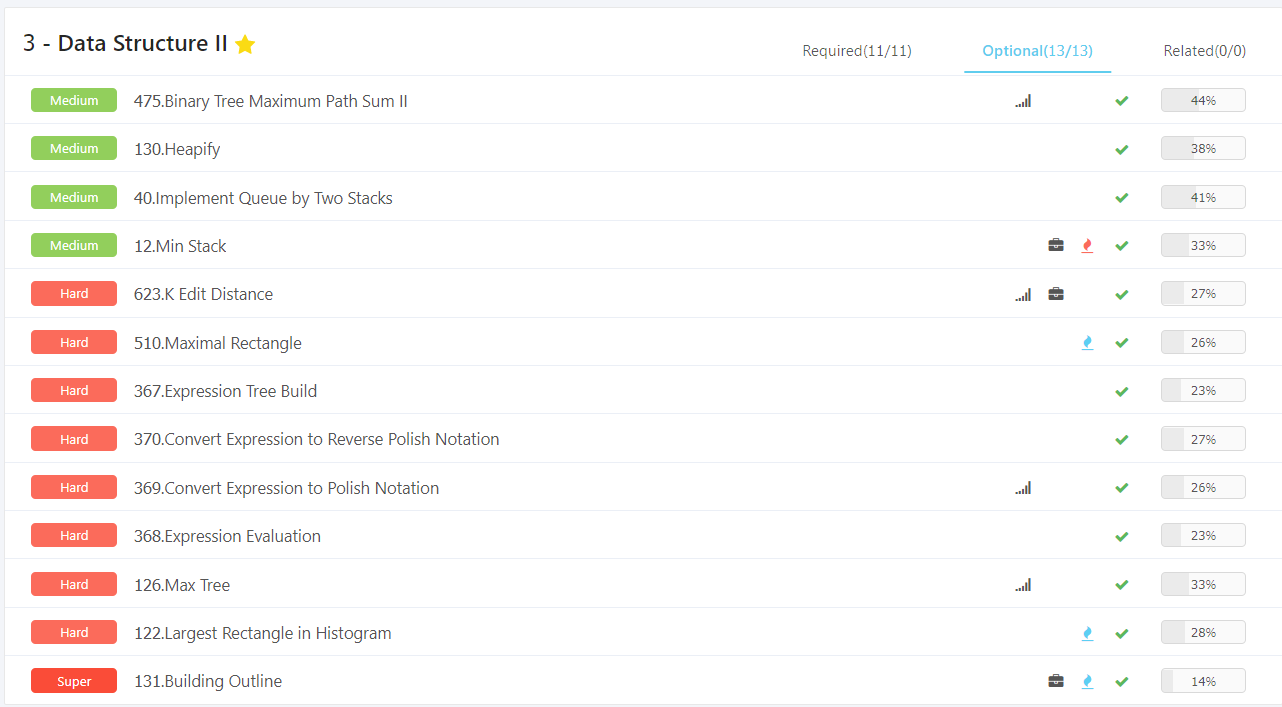 3 - Data Structure II
Required(11/11) Optional(13/13) Related(0/0)
Medium 475.Binary Tree Maximum Path Sum II 44%
Medium 130.Heapify 38%
Medium 40.Implement Queue by Two Stacks 41%
Medium 12.Min Stack 33%
Hard 623.K Edit Distance 27%
Hard 510.Maximal Rectangle 26%
Hard 367.Expression Tree Build 23%
Hard 370.Convert Expression to Reverse Polish Notation 27%
Hard 369.Convert Expression to Polish Notation 26%
Hard 368.Expression Evaluation 23%
Hard 126.Max Tree 33%
Hard 122.Largest Rectangle in Histogram 28%
Super 131.Building Outline 14%